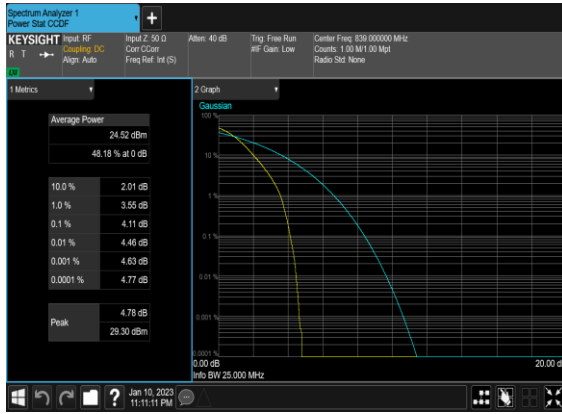 Spectrum Analyzer 1
Power Stat CCDF
+
KEYSIGHT Input: RF Input Z: 50 Ω Atten: 40 dB Trig: Free Run Center Freq: 839.000000 MHz
R T Coupling: DC Corr CCorr #IF Gain: Low Counts: 1.00 M/1.00 Mpt
Align: Auto Freq Ref: Int (S) Radio Std: None
1 Metrics
2 Graph
Average Power
24.52 dBm
48.18 % at 0 dB
10.0 % 2.01 dB
1.0 % 3.55 dB
0.1 % 4.11 dB
0.01 % 4.46 dB
0.001 % 4.63 dB
0.0001 % 4.77 dB
Peak 4.78 dB
29.30 dBm
Gaussian
100 %
10 %
1 %
0.1 %
0.01 %
0.001 %
0.0001 %
0.00 dB 20.00 d
Info BW 25.000 MHz
? Jan 10, 2023
11:11:11 PM